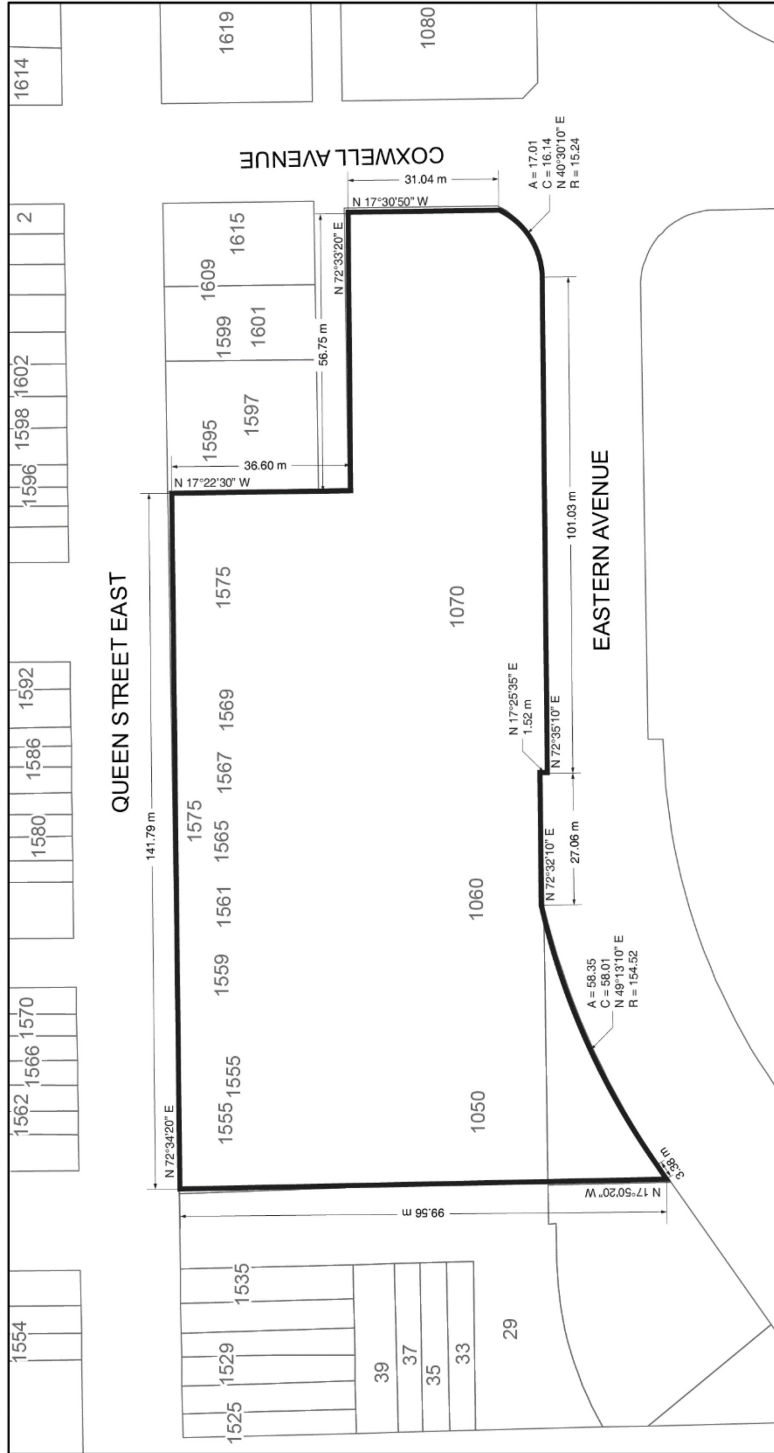 1614
1619
1080
COXWELL AVENUE
31.04 m
A = 17.01
C = 16.14
N 40°30'10" E
R = 15.24
N 17°30'50" W
2
1615
N 72°33'20" E
1609
1599
1601
56.75 m
1602
1598
1596
1595
1597
36.60 m
N 17°22'30" W
QUEEN STREET EAST
141.79 m
1575
1070
101.03 m
EASTERN AVENUE
1592
1586
1580
1569
1567
1575
1565
1561
1559
N 17°25'35" E
1.52 m
N 72°35'10" E
1060
N 72°32'10" E
27.06 m
A = 58.35
C = 58.01
N 49°13'10" E
R = 154.52
1570
1566
1562
1555
1555
1050
N 72°34'20" E
3.38 m
N 17°50'20" W
99.56 m
1554
1535
1529
1525
39
37
35
33
29